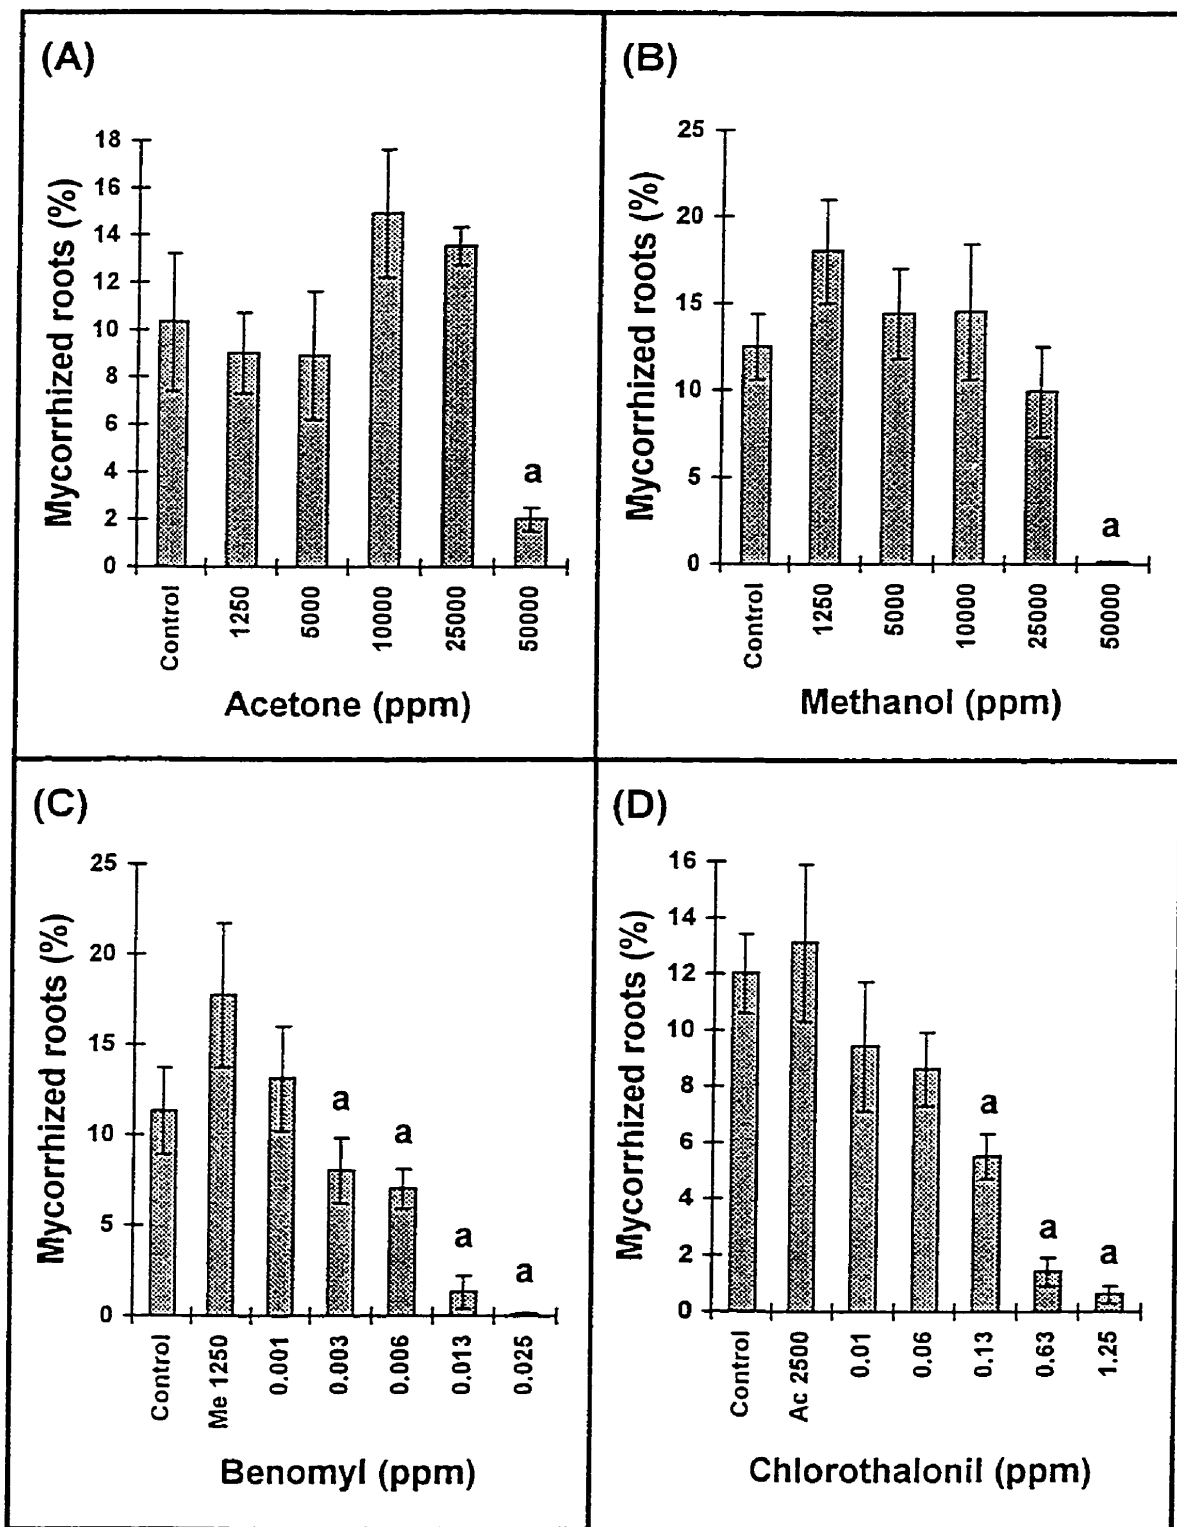 (A)
Mycorrhized roots (%)
18
16
14
12
10
8
6
4
2
0
a
Control
1250
5000
10000
25000
50000
Acetone (ppm)
(B)
Mycorrhized roots (%)
25
20
15
10
5
0
a
Control
1250
5000
10000
25000
50000
Methanol (ppm)
(C)
Mycorrhized roots (%)
25
20
15
10
5
0
a
a
a
a
Control
Me 1250
0.001
0.003
0.006
0.013
0.025
Benomyl (ppm)
(D)
Mycorrhized roots (%)
16
14
12
10
8
6
4
2
0
a
a
a
Control
Ac 2500
0.01
0.06
0.13
0.63
1.25
Chlorothalonil (ppm)